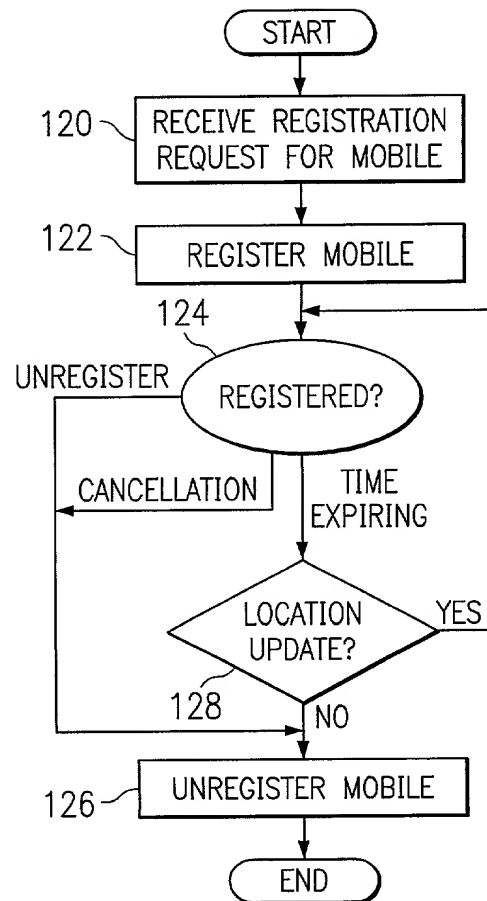 START
120
RECEIVE REGISTRATION
REQUEST FOR MOBILE
122
REGISTER MOBILE
124
UNREGISTER
REGISTERED?
CANCELLATION
TIME
EXPIRING
LOCATION
UPDATE?
YES
128
NO
126
UNREGISTER MOBILE
END